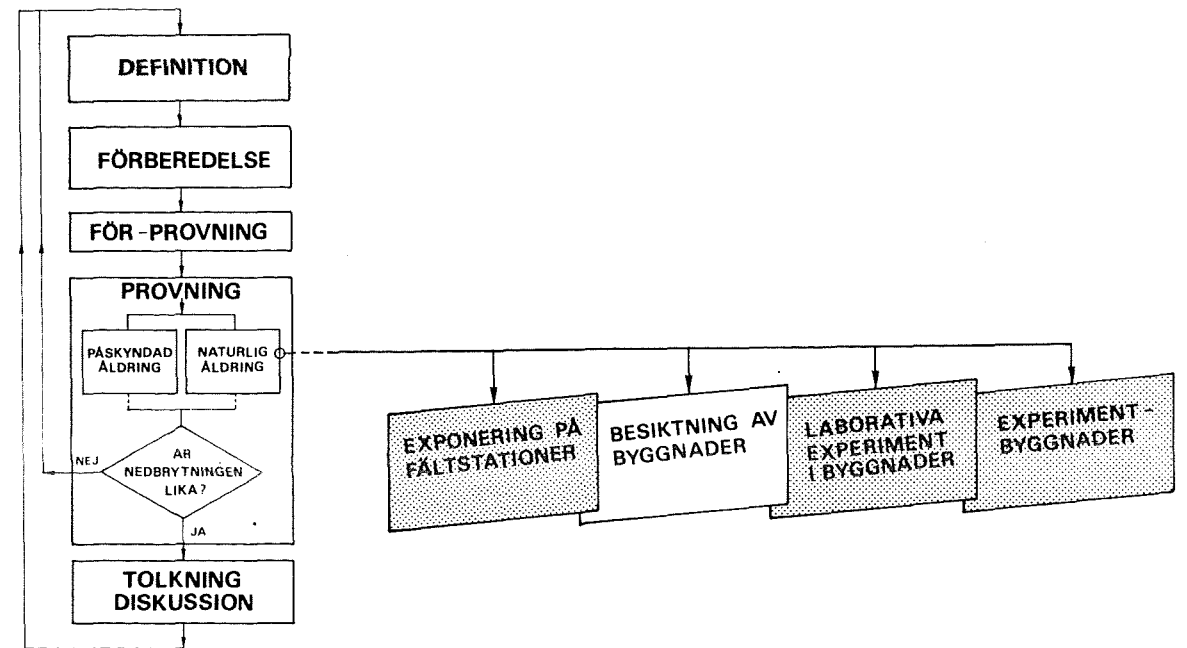 DEFINITION
FÖRBEREDELSE
FÖR-PROVNING
PROVNING
PÅSKYNDAD
ÅLDRING
NATURLIG
ÅLDRING
ÄR
NEDBRYTNINGEN
LIKA?
NEJ
JA
TOLKNING
DISKUSSION
EXPONERING PÅ
FÄLTSTATIONER
BESIKTNING AV
BYGGNADER
LABORATIVA
EXPERIMENT
I BYGGNADER
EXPERIMENT-
BYGGNADER